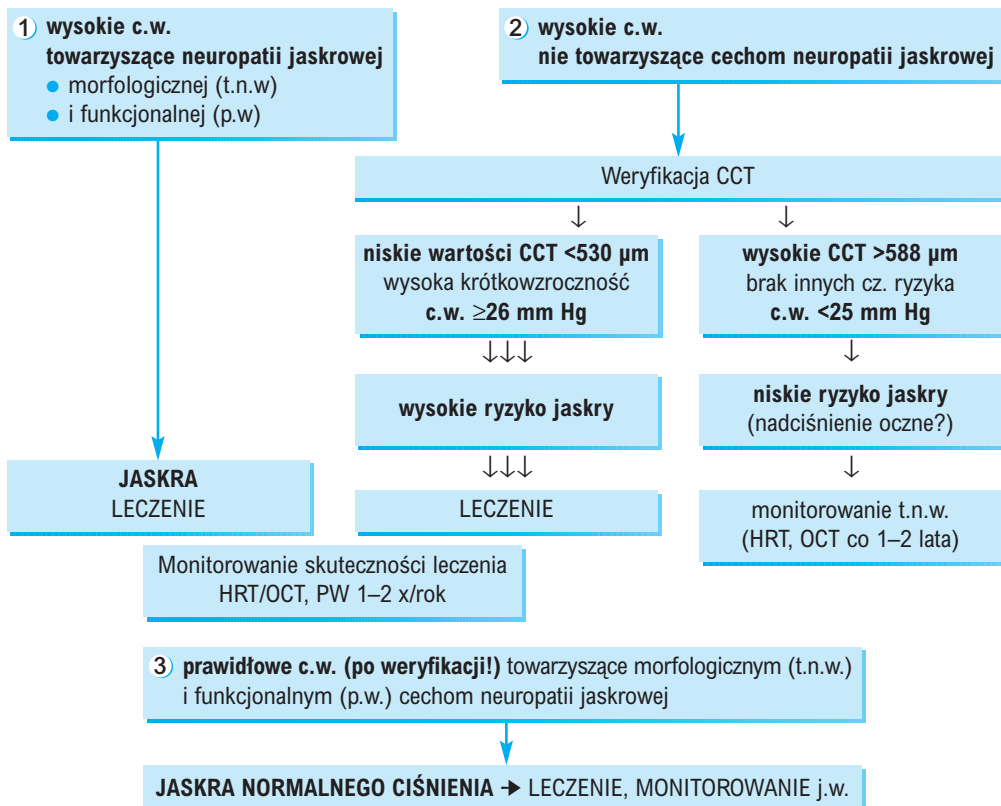 1 wysokie c.w.
towarzyszące neuropatii jaskrowej
● morfologicznej (t.n.w)
● i funkcjonalnej (p.w)
2 wysokie c.w.
nie towarzyszące cechom neuropatii jaskrowej
Weryfikacja CCT
↓ ↓
niskie wartości CCT <530 µm
wysoka krótkowzroczność
c.w. ≥26 mm Hg
↓↓↓
wysokie ryzyko jaskry
↓↓↓
LECZENIE
wysokie CCT >588 µm
brak innych cz. ryzyka
c.w. <25 mm Hg
↓
niskie ryzyko jaskry
(nadciśnienie oczne?)
↓
monitorowanie t.n.w.
(HRT, OCT co 1–2 lata)
JASKRA
LECZENIE
Monitorowanie skuteczności leczenia
HRT/OCT, PW 1–2 x/rok
3 prawidłowe c.w. (po weryfikacji!) towarzyszące morfologicznym (t.n.w.)
i funkcjonalnym (p.w.) cechom neuropatii jaskrowej
JASKRA NORMALNEGO CIŚNIENIA ➔ LECZENIE, MONITOROWANIE j.w.